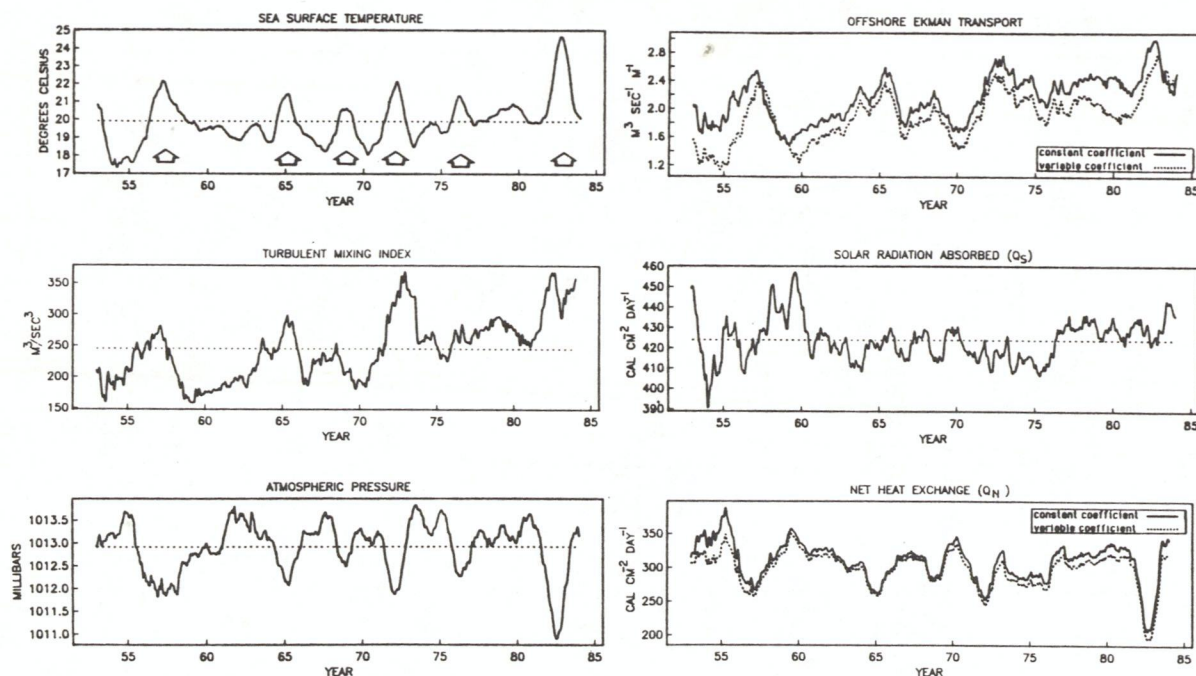 SEA SURFACE TEMPERATURE
DEGREES CELSIUS
25
24
23
22
21
20
19
18
17
55 60 65 70 75 80 85
YEAR
OFFSHORE EKMAN TRANSPORT
M³ SEC⁻¹ M⁻¹
2.8
2.4
2.0
1.6
1.2
constant coefficient
variable coefficient
55 60 65 70 75 80 85
YEAR
TURBULENT MIXING INDEX
M³/SEC³
350
300
250
200
150
55 60 65 70 75 80 85
YEAR
SOLAR RADIATION ABSORBED (QS)
CAL CM⁻² DAY⁻¹
460
450
440
430
420
410
400
390
55 60 65 70 75 80 85
YEAR
ATMOSPHERIC PRESSURE
MILLIBARS
1013.5
1013.0
1012.5
1012.0
1011.5
1011.0
55 60 65 70 75 80 85
YEAR
NET HEAT EXCHANGE (QN)
CAL CM⁻² DAY⁻¹
350
300
250
200
constant coefficient
variable coefficient
55 60 65 70 75 80 85
YEAR